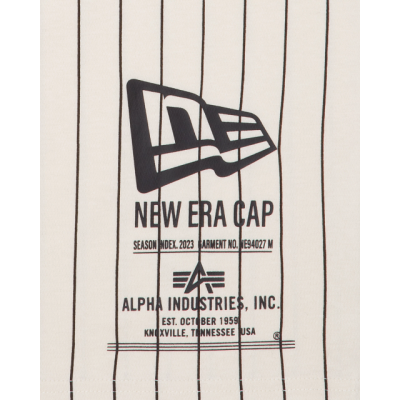 NEW ERA CAP
SEASON INDEX. 2023 GARMENT NO. NE94027 M
ALPHA INDUSTRIES, INC.
EST. OCTOBER 1959
KNOXVILLE, TENNESSEE USA